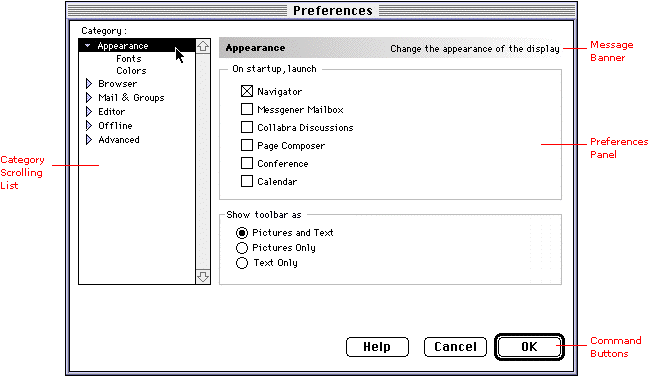 Preferences
Category :
Appearance
Fonts
Colors
Browser
Mail & Groups
Editor
Offline
Advanced
Appearance
Change the appearance of the display
On startup, launch
Navigator
Messgener Mailbox
Collabra Discussions
Page Composer
Conference
Calendar
Show toolbar as
Pictures and Text
Pictures Only
Text Only
Help
Cancel
OK
Category
Scrolling
List
Message
Banner
Preferences
Panel
Command
Buttons